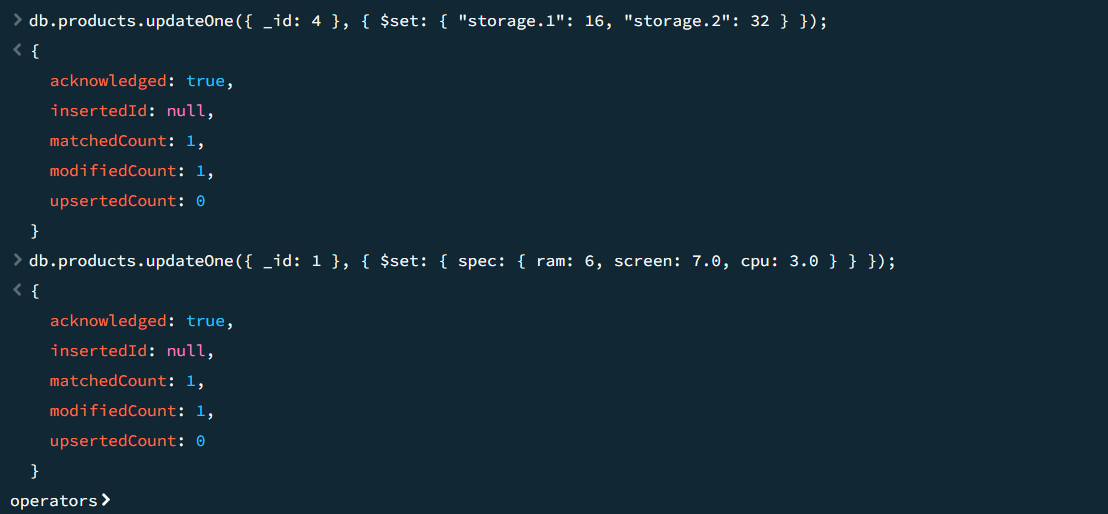 > db.products.updateOne({ _id: 4 }, { $set: { "storage.1": 16, "storage.2": 32 } });
< {
acknowledged: true,
insertedId: null,
matchedCount: 1,
modifiedCount: 1,
upsertedCount: 0
}
> db.products.updateOne({ _id: 1 }, { $set: { spec: { ram: 6, screen: 7.0, cpu: 3.0 } } });
< {
acknowledged: true,
insertedId: null,
matchedCount: 1,
modifiedCount: 1,
upsertedCount: 0
}
operators>